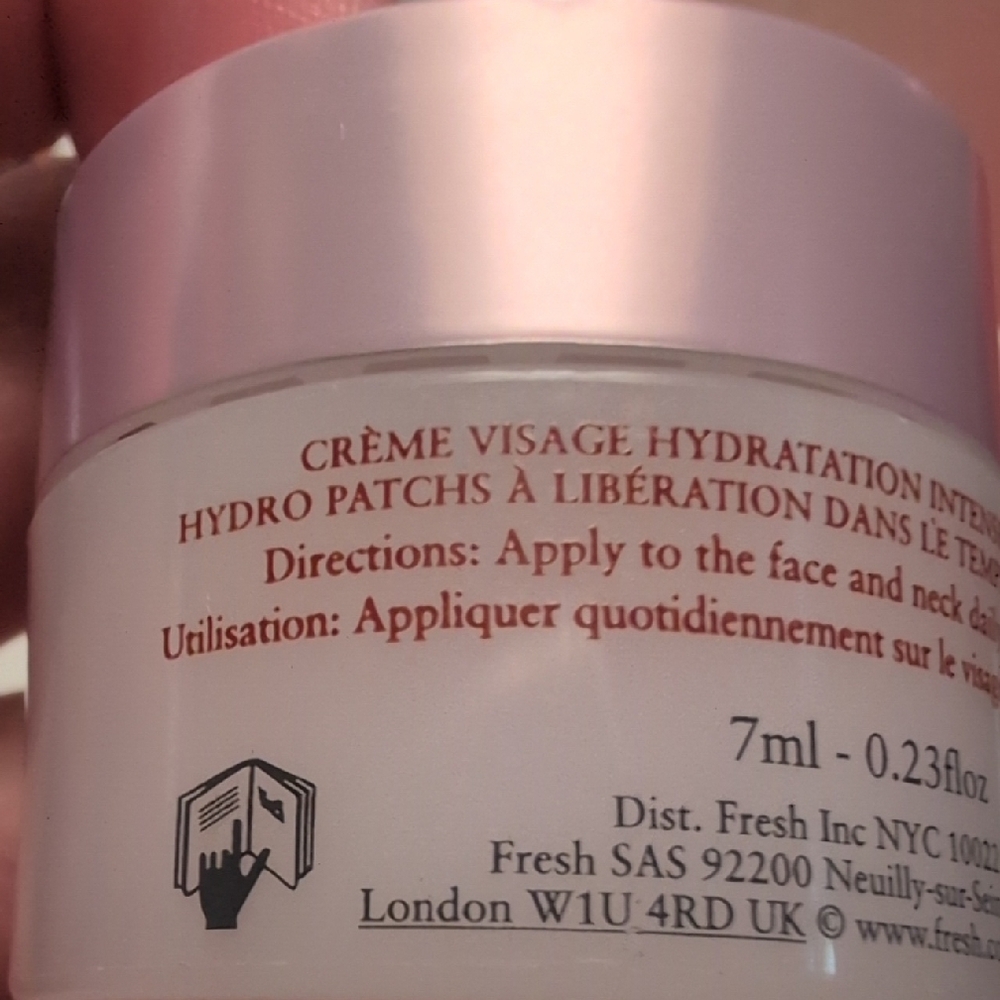 CRÈME VISAGE HYDRATATION
HYDRO PATCHS À LIBÉRATION DANS LE
Directions: Apply to the face and neck
Utilisation: Appliquer quotidiennement sur le
7ml - 0.23floz
Dist. Fresh Inc NYC
Fresh SAS 92200
London W1U 4RD UK ©